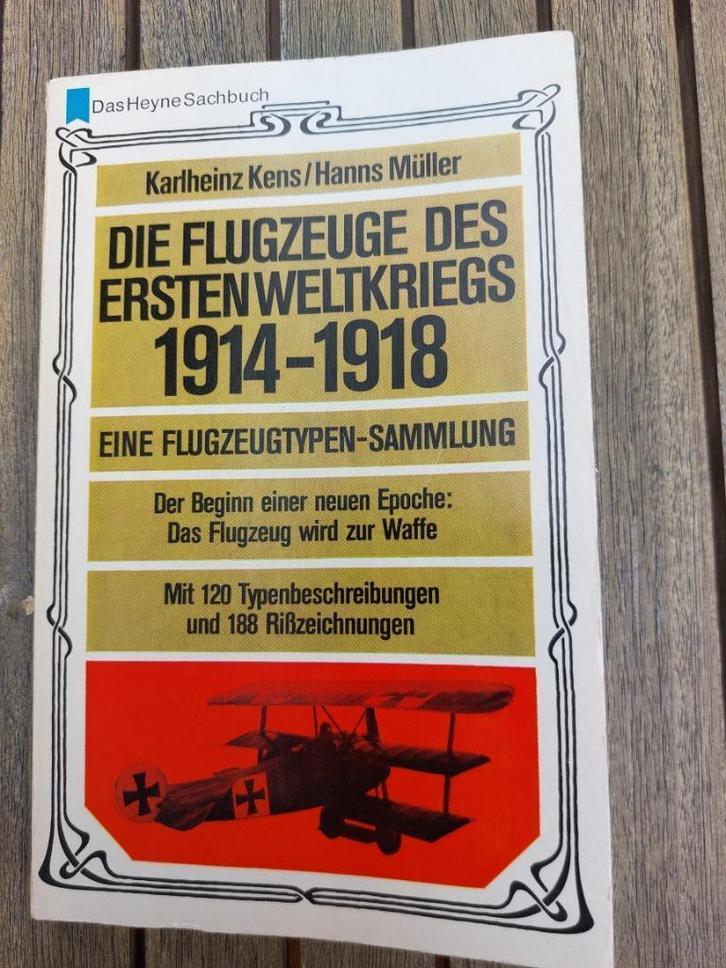 Das Heyne Sachbuch
Karlheinz Kens/Hanns Müller
DIE FLUGZEUGE DES
ERSTEN WELTKRIEGS
1914-1918
EINE FLUGZEUGTYPEN-SAMMLUNG
Der Beginn einer neuen Epoche:
Das Flugzeug wird zur Waffe
Mit 120 Typenbeschreibungen
und 188 Rißzeichnungen